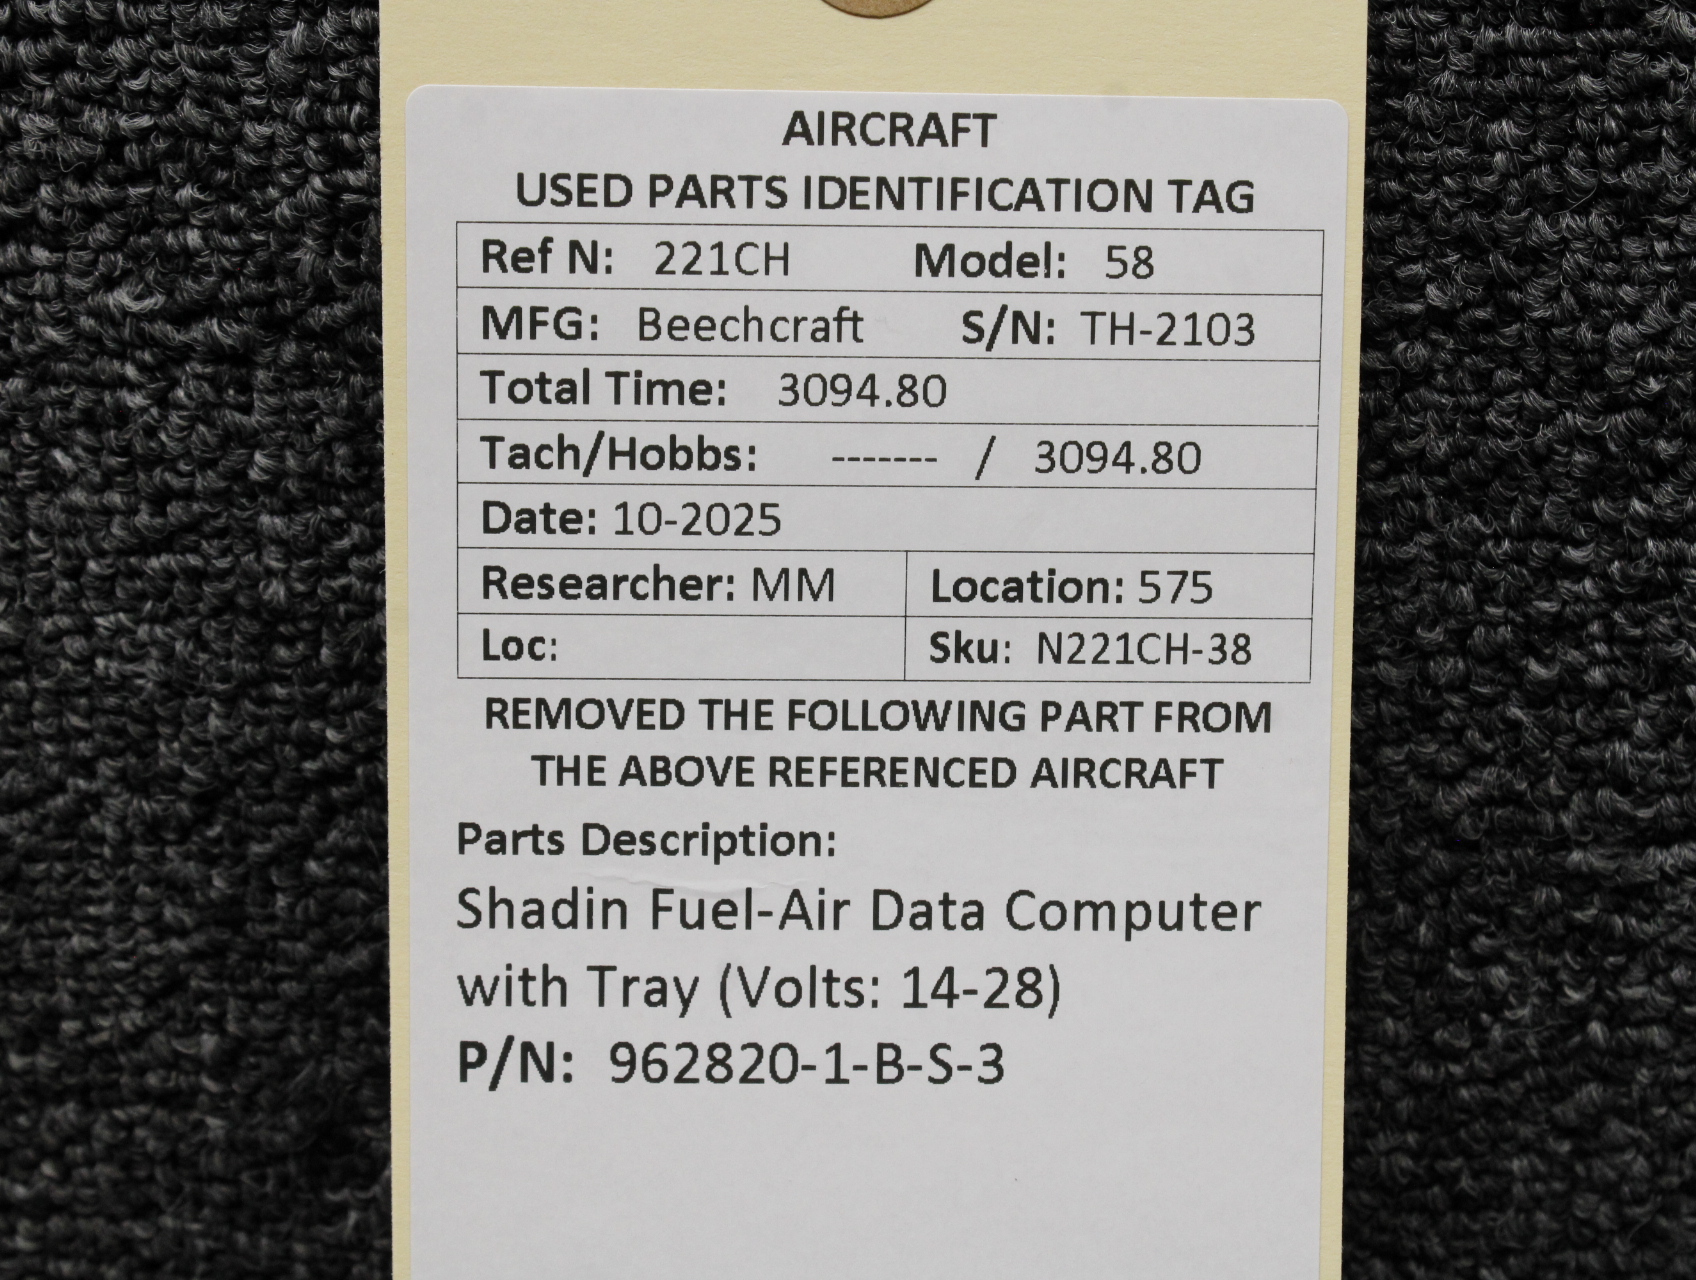 AIRCRAFT
USED PARTS IDENTIFICATION TAG
Ref N: 221CH Model: 58
MFG: Beechcraft S/N: TH-2103
Total Time: 3094.80
Tach/Hobbs: ------- / 3094.80
Date: 10-2025
Researcher: MM Location: 575
Loc: Sku: N221CH-38
REMOVED THE FOLLOWING PART FROM
THE ABOVE REFERENCED AIRCRAFT
Parts Description:
Shadin Fuel-Air Data Computer
with Tray (Volts: 14-28)
P/N: 962820-1-B-S-3